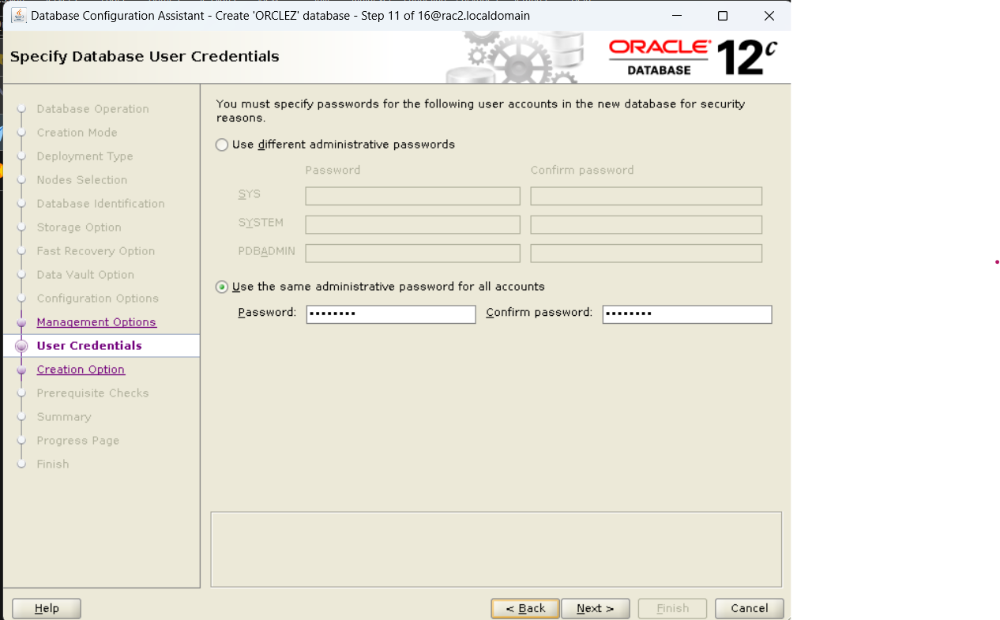 Database Configuration Assistant - Create 'ORCLEZ' database - Step 11 of 16@rac2.localdomain
Specify Database User Credentials
ORACLE
DATABASE
12c
Database Operation
Creation Mode
Deployment Type
Nodes Selection
Database Identification
Storage Option
Fast Recovery Option
Data Vault Option
Configuration Options
Management Options
User Credentials
Creation Option
Prerequisite Checks
Summary
Progress Page
Finish
You must specify passwords for the following user accounts in the new database for security
reasons.
Use different administrative passwords
Password Confirm password
SYS
SYSTEM
PDBADMIN
Use the same administrative password for all accounts
Password: •••••••• Confirm password: ••••••••
Help < Back Next > Finish Cancel